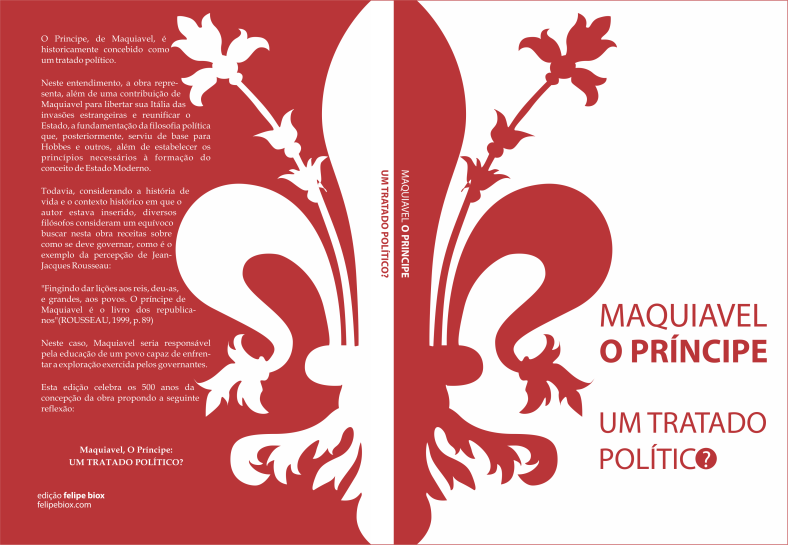 O Príncipe, de Maquiavel, é
historicamente concebido como
um tratado político.
Neste entendimento, a obra repre-
senta, além de uma contribuição de
Maquiavel para libertar sua Itália das
invasões estrangeiras e reunificar o
Estado, a fundamentação da filosofia política
que, posteriormente, serviu de base para
Hobbes e outros, além de estabelecer os
princípios necessários à formação do
conceito de Estado Moderno.
Todavia, considerando a história de
vida e o contexto histórico em que o
autor estava inserido, diversos
filósofos consideram um equívoco
buscar nesta obra receitas sobre
como se deve governar, como é o
exemplo da percepção de Jean-
Jacques Rousseau:
"Fingindo dar lições aos reis, deu-as,
e grandes, aos povos. O príncipe de
Maquiavel é o livro dos republica-
nos"(ROUSSEAU, 1999, p. 89)
Neste caso, Maquiavel seria responsável
pela educação de um povo capaz de enfren-
tar a exploração exercida pelos governantes.
Esta edição celebra os 500 anos da
concepção da obra propondo a seguinte
reflexão:
Maquiavel, O Príncipe:
UM TRATADO POLÍTICO?
edição felipe biox
felipebiox.com
MAQUIAVEL O PRINCIPE
UM TRATADO POLÍTICO?
MAQUIAVEL
O PRÍNCIPE
UM TRATADO
POLÍTIC?